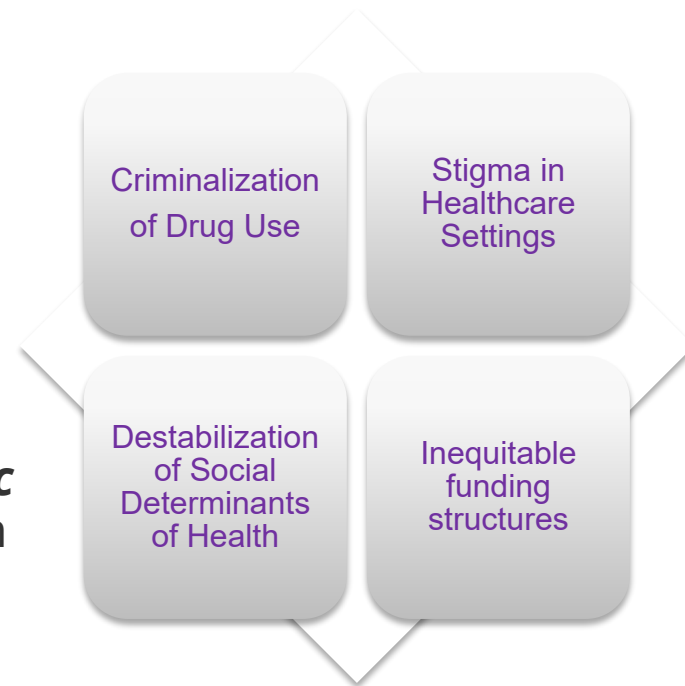 Criminalization
of Drug Use
Stigma in
Healthcare
Settings
Destabilization
of Social
Determinants
of Health
Inequitable
funding
structures